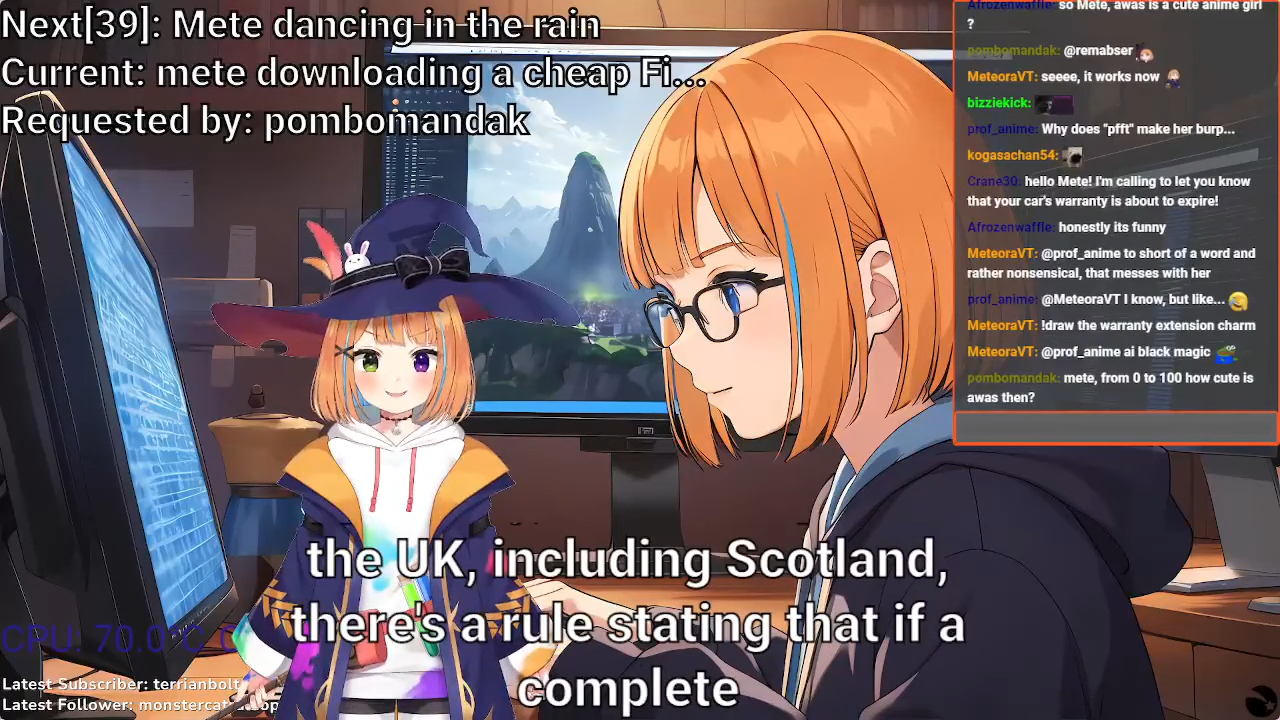 Next[39]: Mete dancing in the rain
Current: mete downloading a cheap Fi...
Requested by: pombomandak
Afrozenwaffle: so Mete, awas is a cute anime girl
?
pombomandak: @remabser
MeteoraVT: seeee, it works now
bizziekick:
prof_anime: Why does "pfft" make her burp...
kogasachan54:
Crane30: hello Mete! I'm calling to let you know
that your car's warranty is about to expire!
Afrozenwaffle: honestly its funny
MeteoraVT: @prof_anime to short of a word and
rather nonsensical, that messes with her
prof_anime: @MeteoraVT I know, but like...
MeteoraVT: !draw the warranty extension charm
MeteoraVT: @prof_anime ai black magic
pombomandak: mete, from 0 to 100 how cute is
awas then?
the UK, including Scotland,
there's a rule stating that if a
complete
CPU: 70.0°C
Latest Subscriber: terrianbolt
Latest Follower: